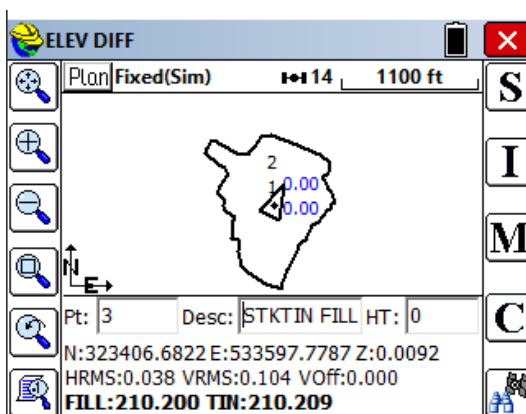 ELEV DIFF
Plan Fixed(Sim) 14 1100 ft
S
I
M
C
2
1 0.00
0.00
N
E
Pt: 3 Desc: STKTIN FILL HT: 0
N:323406.6822 E:533597.7787 Z:0.0092
HRMS:0.038 VRMS:0.104 VOff:0.000
FILL:210.200 TIN:210.209